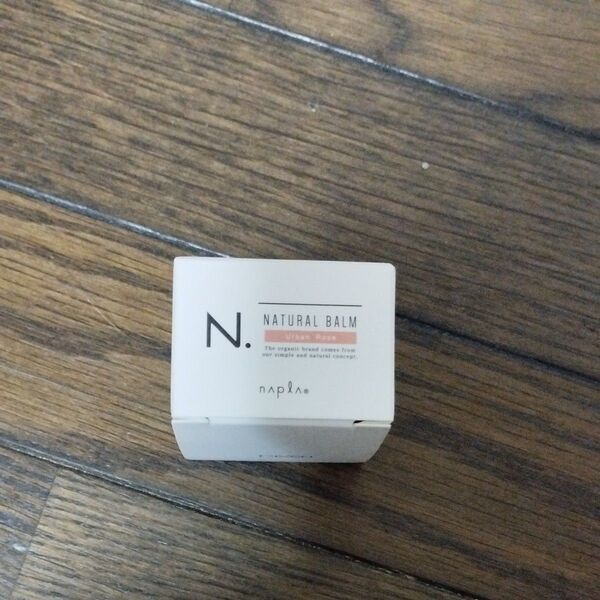 N.
NATURAL BALM
Urban Rose
The organic brand comes from
our simple and natural concept.
napla®